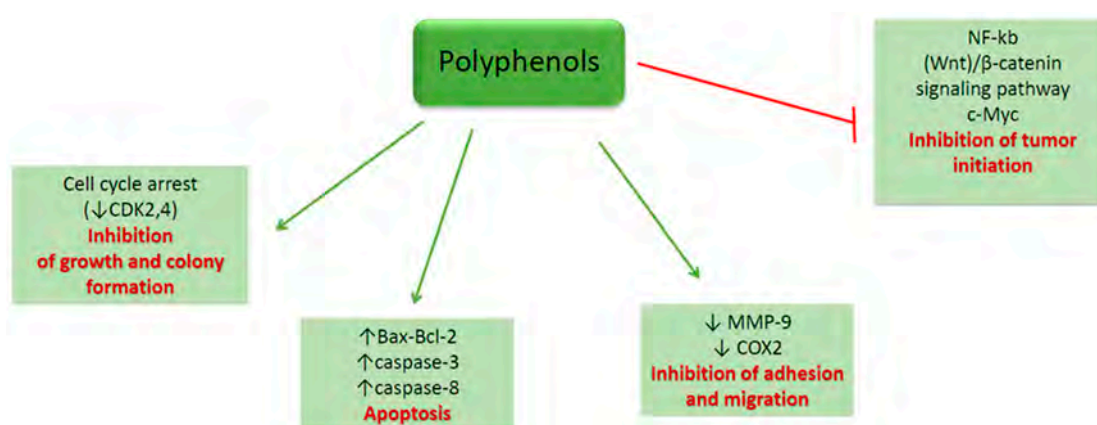 Polyphenols
NF-kb
(Wnt)/β-catenin
signaling pathway
c-Myc
Inhibition of tumor
initiation
Cell cycle arrest
(↓CDK2,4)
Inhibition
of growth and colony
formation
↑Bax-Bcl-2
↑caspase-3
↑caspase-8
Apoptosis
↓ MMP-9
↓ COX2
Inhibition of adhesion
and migration